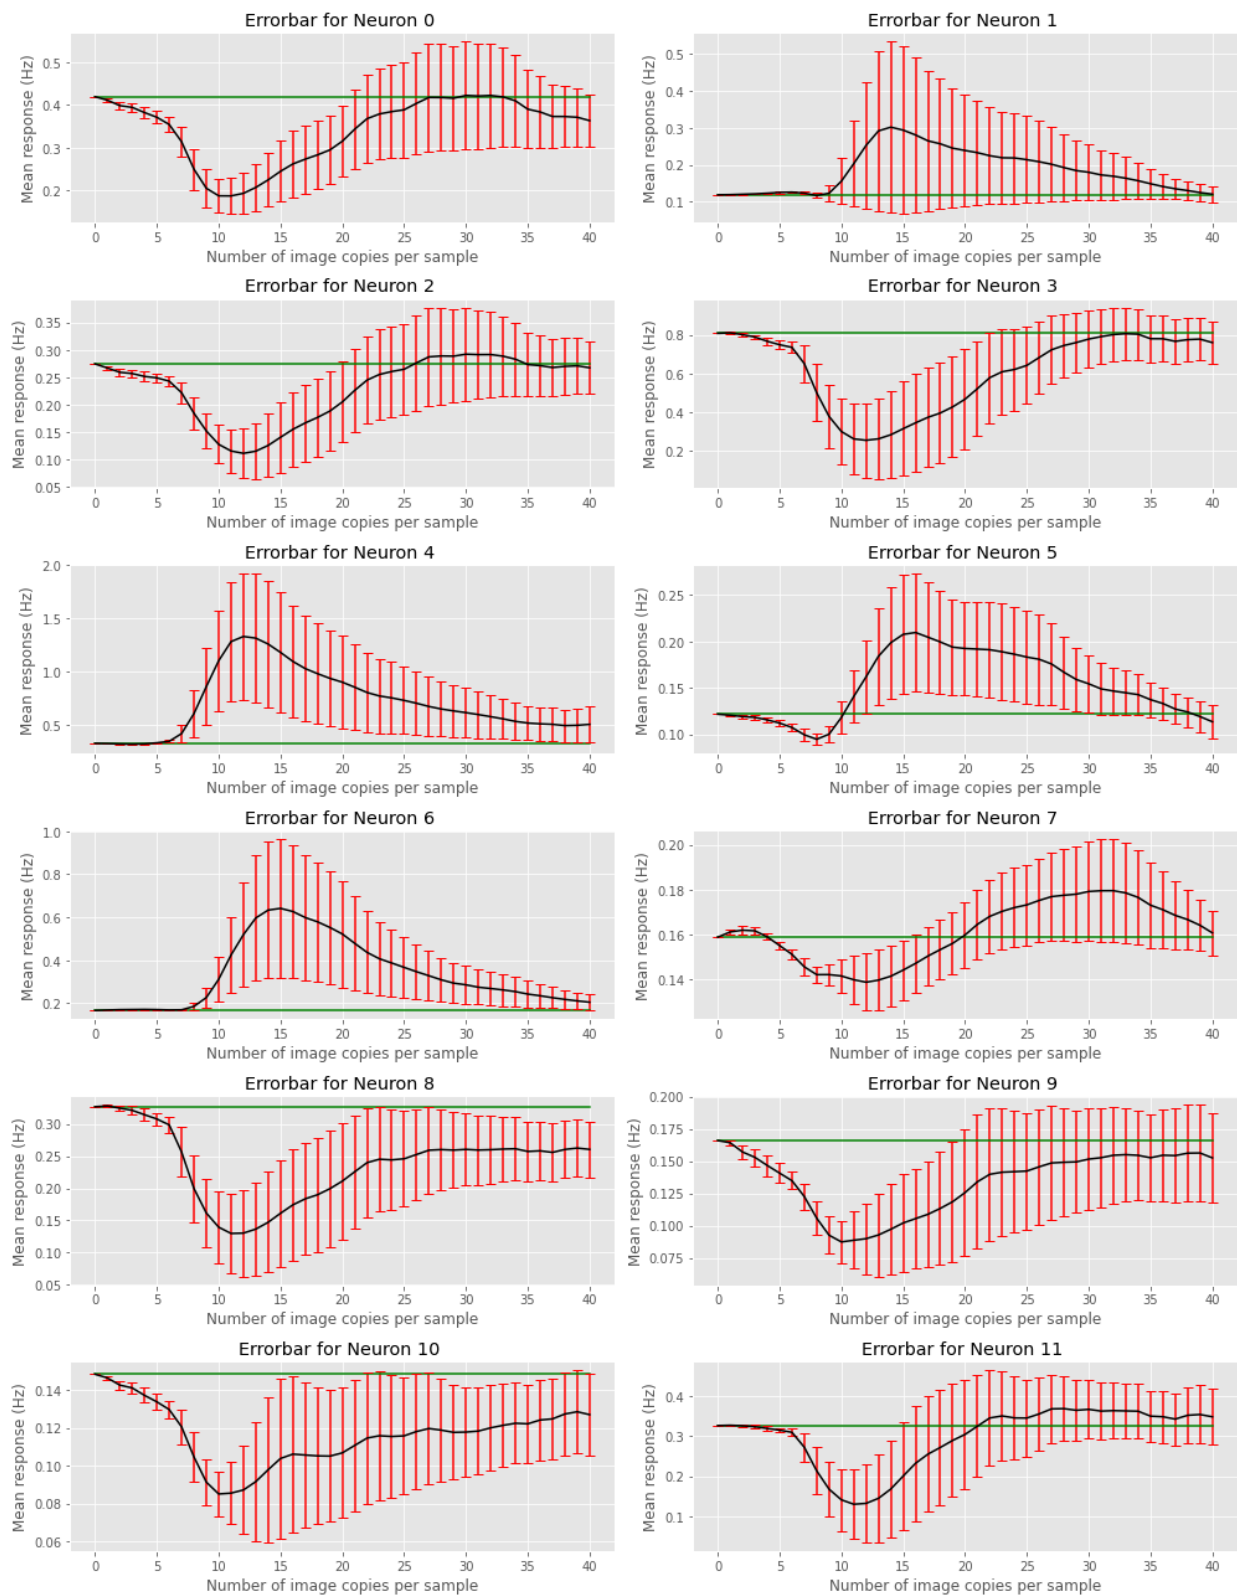 Errorbar for Neuron 0
Mean response (Hz)
0.5
0.4
0.3
0.2
0 5 10 15 20 25 30 35 40
Number of image copies per sample
Errorbar for Neuron 1
Mean response (Hz)
0.5
0.4
0.3
0.2
0.1
0 5 10 15 20 25 30 35 40
Number of image copies per sample
Errorbar for Neuron 2
Mean response (Hz)
0.35
0.30
0.25
0.20
0.15
0.10
0.05
0 5 10 15 20 25 30 35 40
Number of image copies per sample
Errorbar for Neuron 3
Mean response (Hz)
0.8
0.6
0.4
0.2
0 5 10 15 20 25 30 35 40
Number of image copies per sample
Errorbar for Neuron 4
Mean response (Hz)
2.0
1.5
1.0
0.5
0 5 10 15 20 25 30 35 40
Number of image copies per sample
Errorbar for Neuron 5
Mean response (Hz)
0.25
0.20
0.15
0.10
0 5 10 15 20 25 30 35 40
Number of image copies per sample
Errorbar for Neuron 6
Mean response (Hz)
1.0
0.8
0.6
0.4
0.2
0 5 10 15 20 25 30 35 40
Number of image copies per sample
Errorbar for Neuron 7
Mean response (Hz)
0.20
0.18
0.16
0.14
0 5 10 15 20 25 30 35 40
Number of image copies per sample
Errorbar for Neuron 8
Mean response (Hz)
0.30
0.25
0.20
0.15
0.10
0.05
0 5 10 15 20 25 30 35 40
Number of image copies per sample
Errorbar for Neuron 9
Mean response (Hz)
0.200
0.175
0.150
0.125
0.100
0.075
0 5 10 15 20 25 30 35 40
Number of image copies per sample
Errorbar for Neuron 10
Mean response (Hz)
0.14
0.12
0.10
0.08
0.06
0 5 10 15 20 25 30 35 40
Number of image copies per sample
Errorbar for Neuron 11
Mean response (Hz)
0.4
0.3
0.2
0.1
0 5 10 15 20 25 30 35 40
Number of image copies per sample